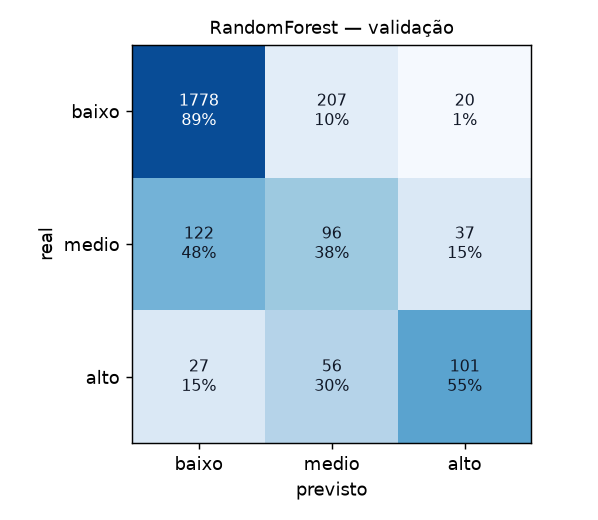 RandomForest — validação
baixo
1778
89%
207
10%
20
1%
real
medio
122
48%
96
38%
37
15%
alto
27
15%
56
30%
101
55%
baixo
medio
alto
previsto